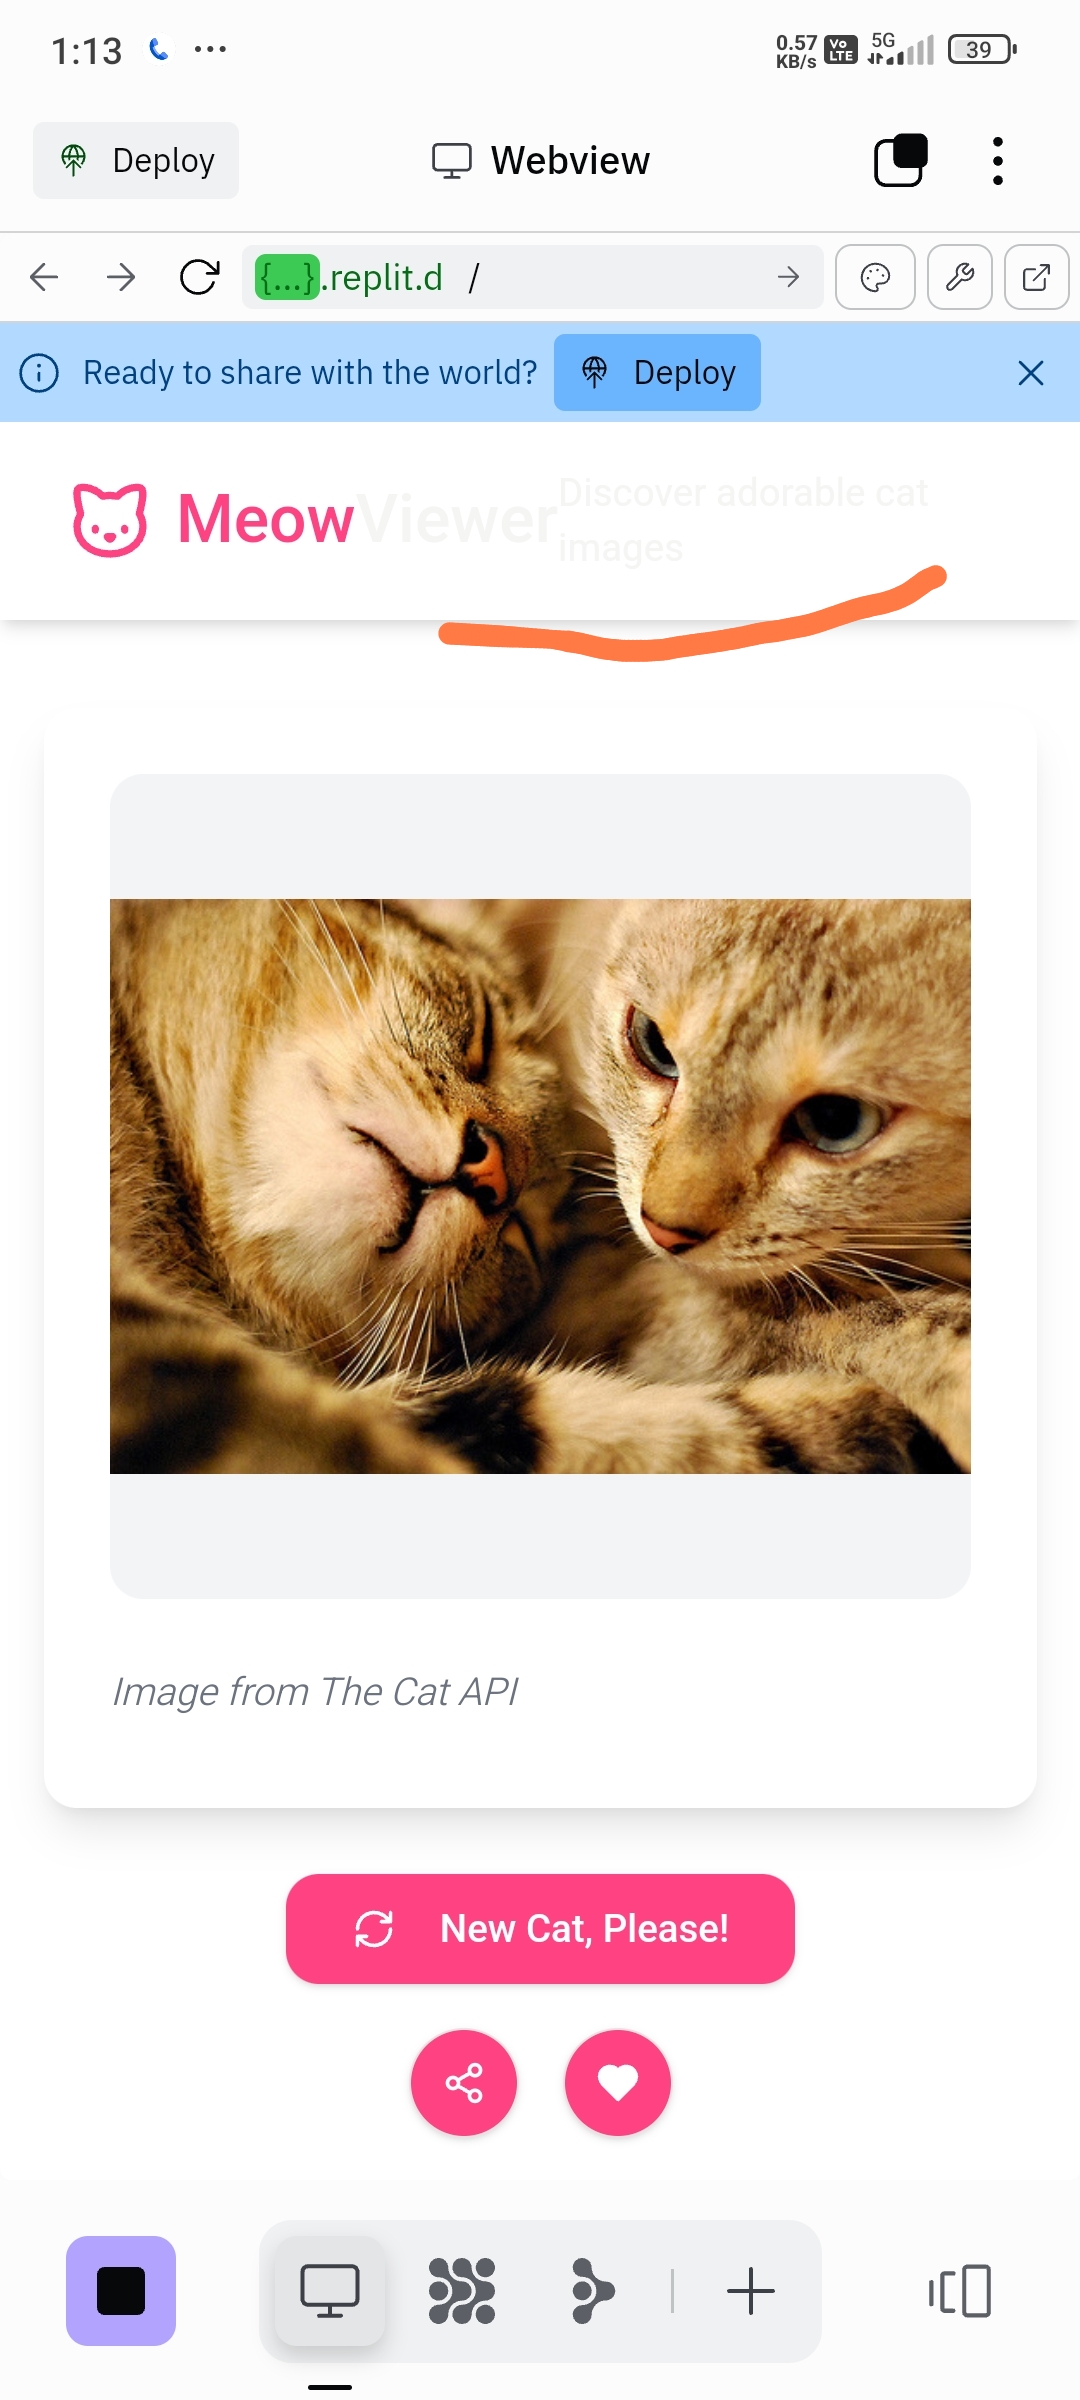 1:13 0.57 KB/s Vo LTE 5G 39
Deploy Webview
{...}.replit.d /
Ready to share with the world? Deploy
MeowViewer Discover adorable cat
images
Image from The Cat API
New Cat, Please!